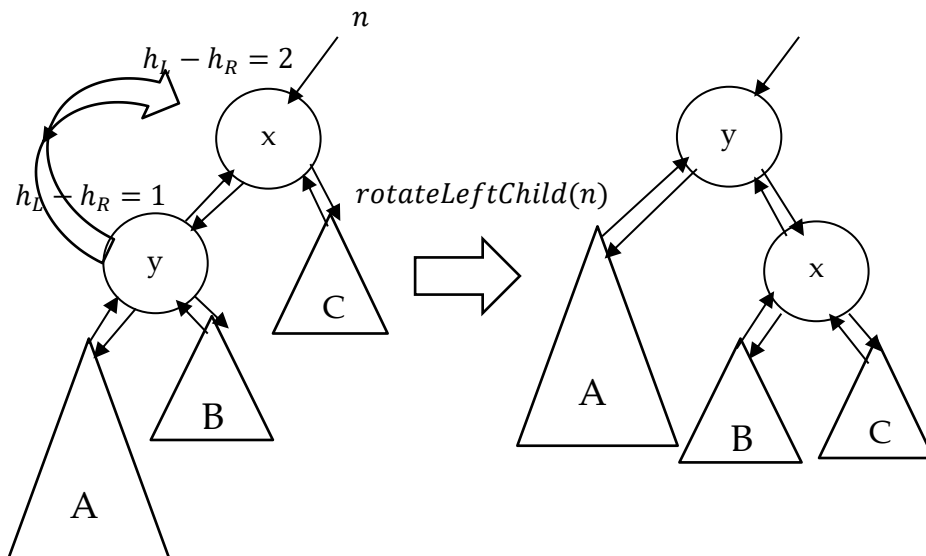 n
h_L − h_R = 2
x
y
h_L − h_R = 1
rotateLeftChild(n)
y
x
C
B
A
A
B
C